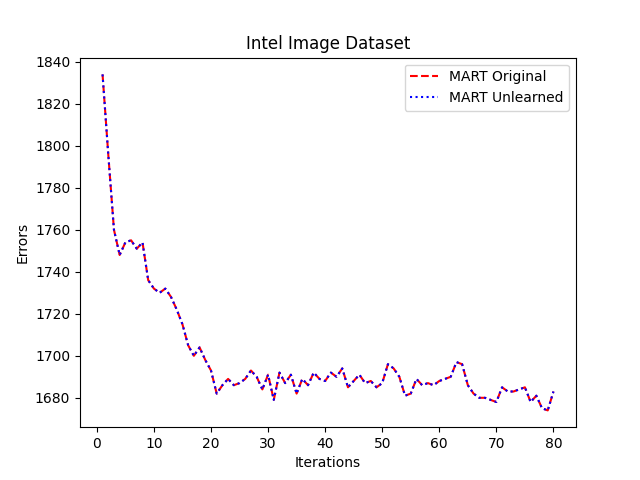 Intel Image Dataset
MART Original
MART Unlearned
Errors
1840
1820
1800
1780
1760
1740
1720
1700
1680
0 10 20 30 40 50 60 70 80
Iterations